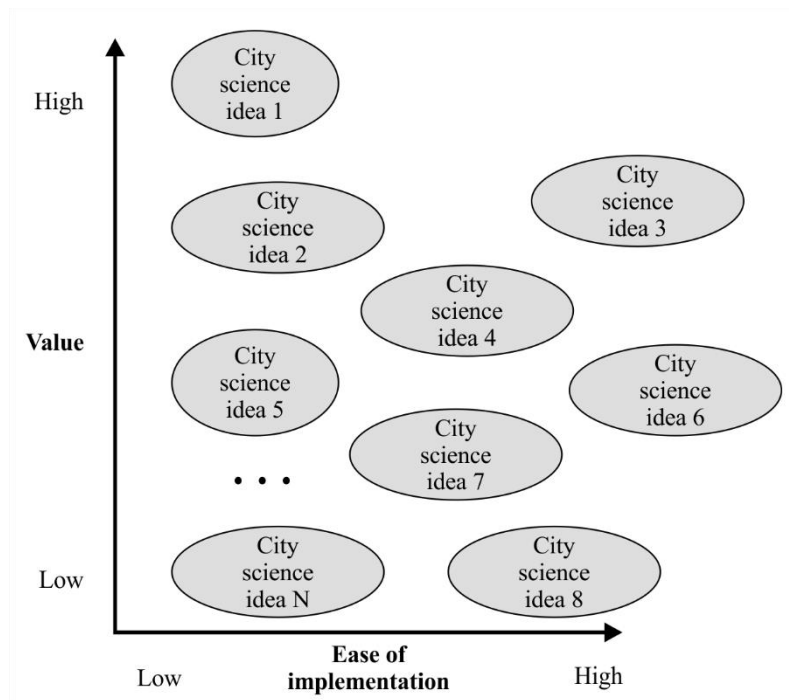 City
science
idea 1
High
City
science
idea 3
City
science
idea 2
City
science
idea 4
Value
City
science
idea 5
City
science
idea 6
City
science
idea 7
. . .
City
science
idea N
City
science
idea 8
Low
Ease of
implementation
Low
High